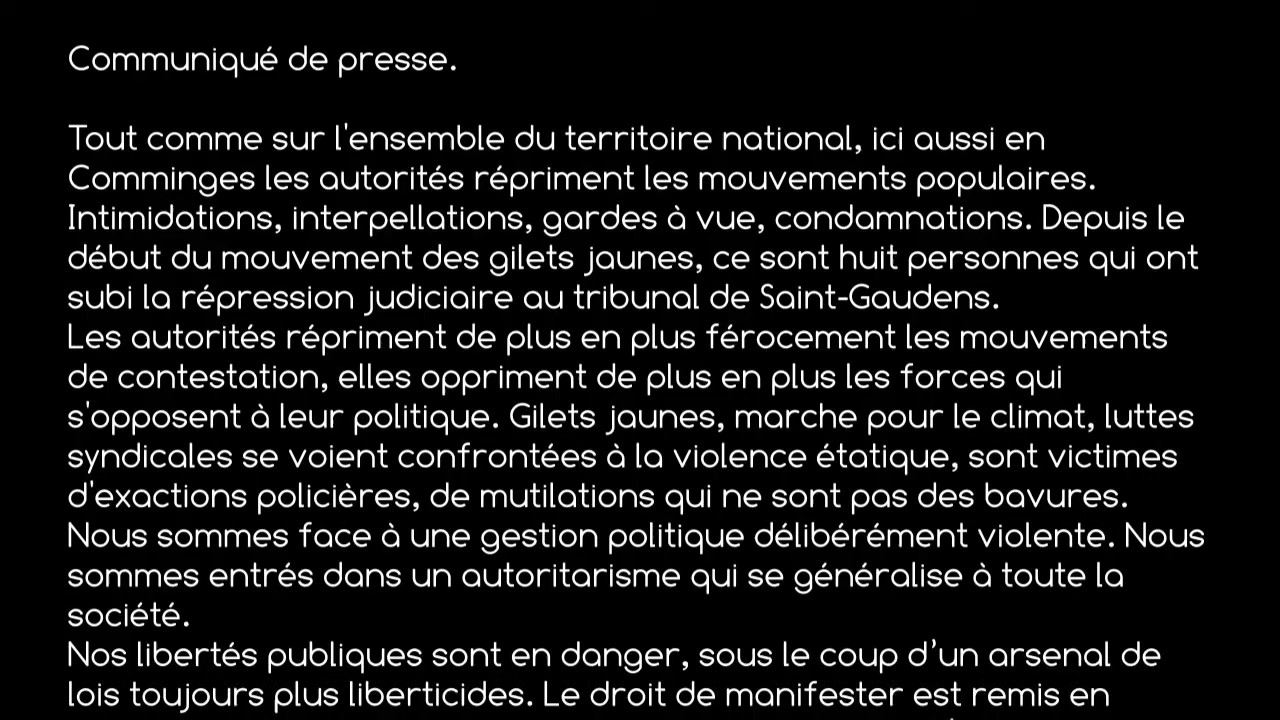 Communiqué de presse.
Tout comme sur l'ensemble du territoire national, ici aussi en
Comminges les autorités répriment les mouvements populaires.
Intimidations, interpellations, gardes à vue, condamnations. Depuis le
début du mouvement des gilets jaunes, ce sont huit personnes qui ont
subi la répression judiciaire au tribunal de Saint-Gaudens.
Les autorités répriment de plus en plus férocement les mouvements
de contestation, elles oppriment de plus en plus les forces qui
s'opposent à leur politique. Gilets jaunes, marche pour le climat, luttes
syndicales se voient confrontées à la violence étatique, sont victimes
d'exactions policières, de mutilations qui ne sont pas des bavures.
Nous sommes face à une gestion politique délibérément violente. Nous
sommes entrés dans un autoritarisme qui se généralise à toute la
société.
Nos libertés publiques sont en danger, sous le coup d’un arsenal de
lois toujours plus liberticides. Le droit de manifester est remis en